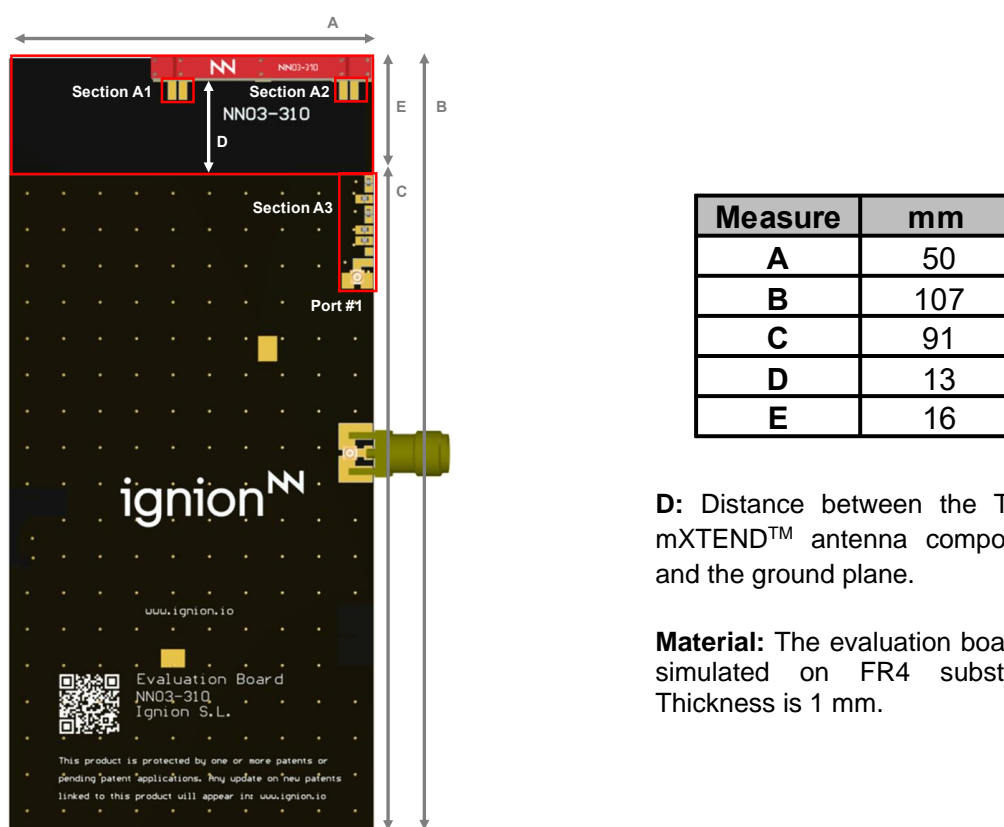 A
NN03-310
Section A1
Section A2
NN03-310
E
B
D
C
Section A3
Port #1
ignion
www.ignion.io
Evaluation Board
NN03-310
Ignion S.L.
This product is protected by one or more patents or
pending patent applications. Any update on new patents
linked to this product will appear in: www.ignion.io
Measure mm
A 50
B 107
C 91
D 13
E 16
D: Distance between the T
mXTEND™ antenna compo
and the ground plane.
Material: The evaluation boa
simulated on FR4 subst
Thickness is 1 mm.